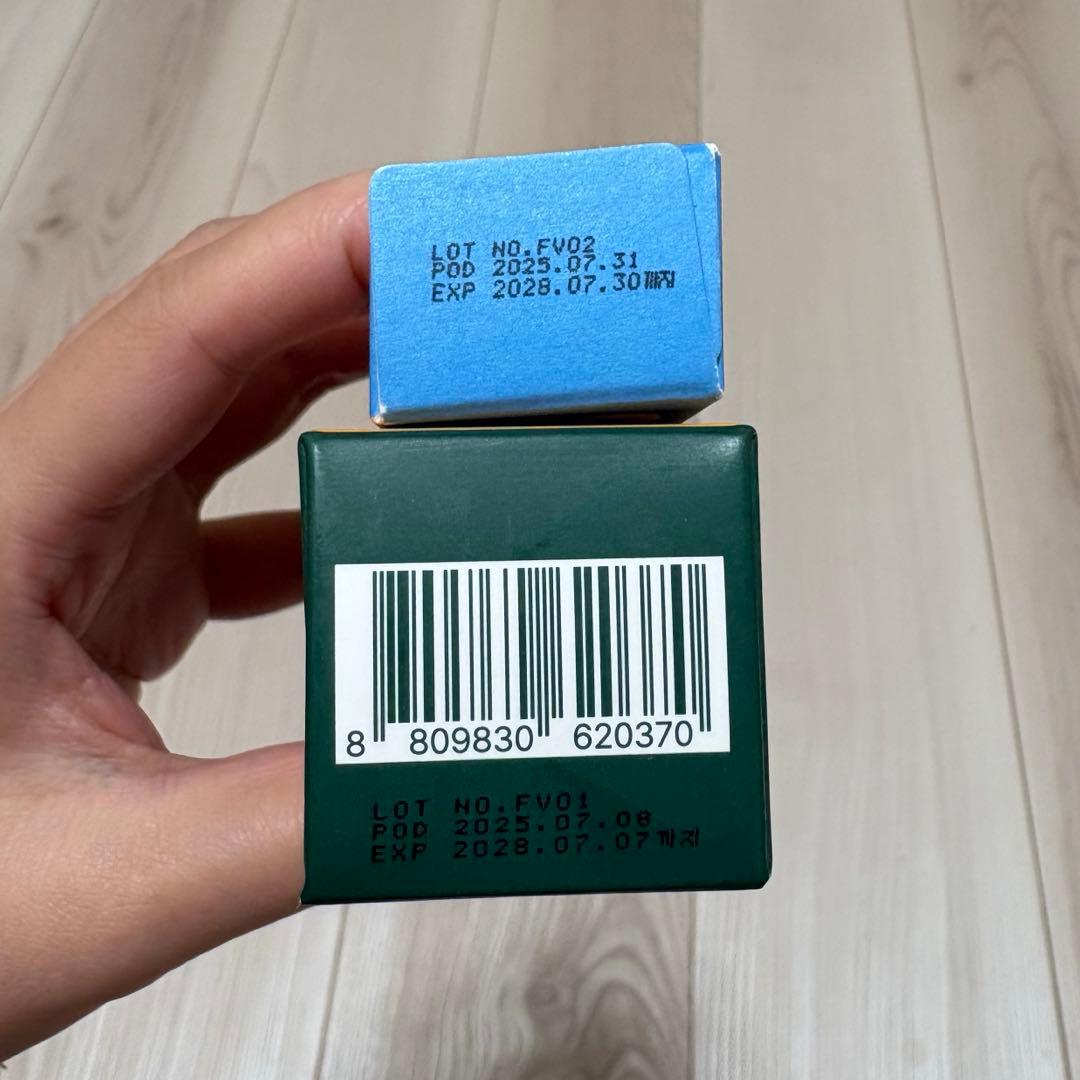 LOT NO.FV02
POD 2025.07.31
EXP 2028.07.30까지
8 809830 620370
LOT NO.FV01
POD 2025.07.08
EXP 2028.07.07까지